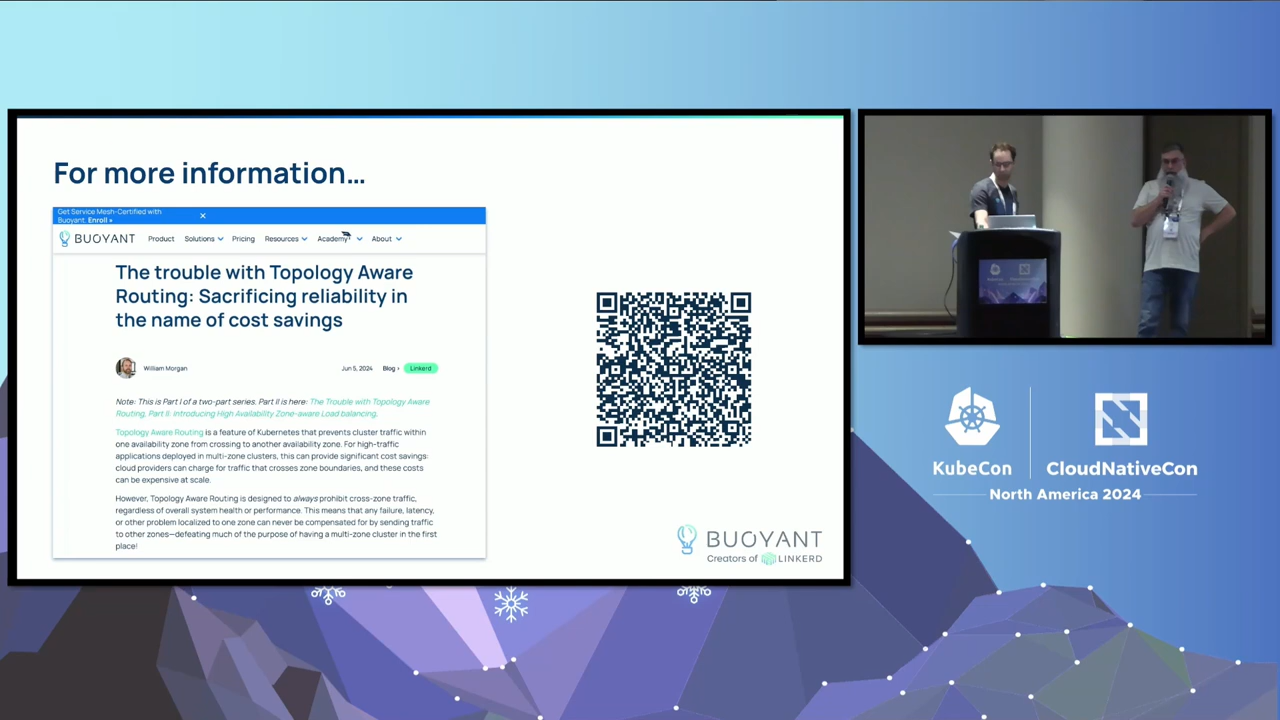 For more information...
Get Service Mesh-Certified with
Buoyant. Enroll »
BUOYANT Product Solutions Pricing Resources Academy About
The trouble with Topology Aware
Routing: Sacrificing reliability in
the name of cost savings
William Morgan Jun 5, 2024 Blog › Linkerd
Note: This is Part I of a two-part series. Part II is here: The Trouble with Topology Aware
Routing, Part II: Introducing High Availability Zone-aware Load balancing.
Topology Aware Routing is a feature of Kubernetes that prevents cluster traffic within
one availability zone from crossing to another availability zone. For high-traffic
applications deployed in multi-zone clusters, this can provide significant cost savings:
cloud providers can charge for traffic that crosses zone boundaries, and these costs
can be expensive at scale.
However, Topology Aware Routing is designed to always prohibit cross-zone traffic,
regardless of overall system health or performance. This means that any failure, latency,
or other problem localized to one zone can never be compensated for by sending traffic
to other zones—defeating much of the purpose of having a multi-zone cluster in the first
place!
BUOYANT
Creators of LINKERD
KubeCon CloudNativeCon
North America 2024